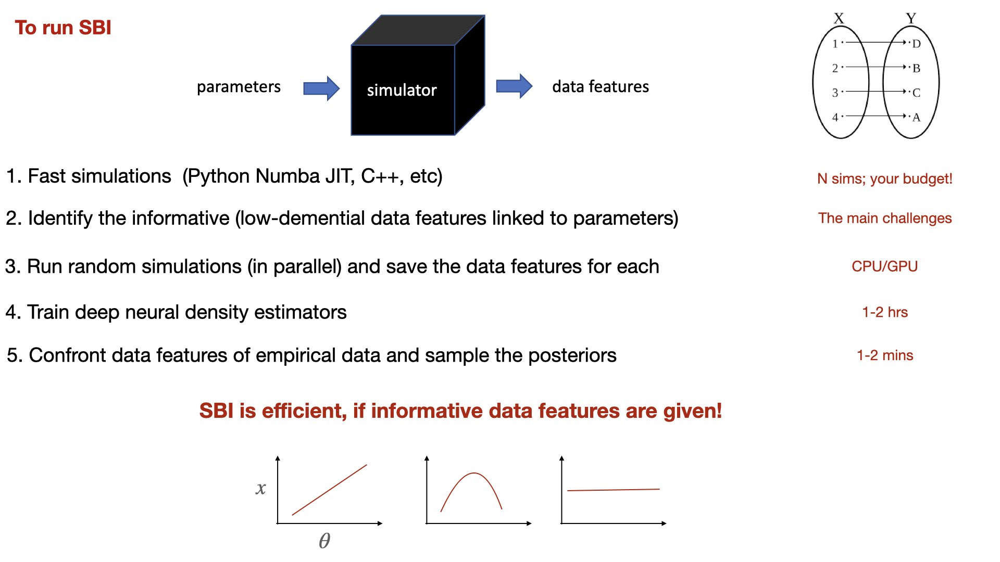 To run SBI
parameters
simulator
data features
X Y
1 D
2 B
3 C
4 A
1. Fast simulations (Python Numba JIT, C++, etc)
N sims; your budget!
2. Identify the informative (low-demential data features linked to parameters)
The main challenges
3. Run random simulations (in parallel) and save the data features for each
CPU/GPU
4. Train deep neural density estimators
1-2 hrs
5. Confront data features of empirical data and sample the posteriors
1-2 mins
SBI is efficient, if informative data features are given!
x
θ